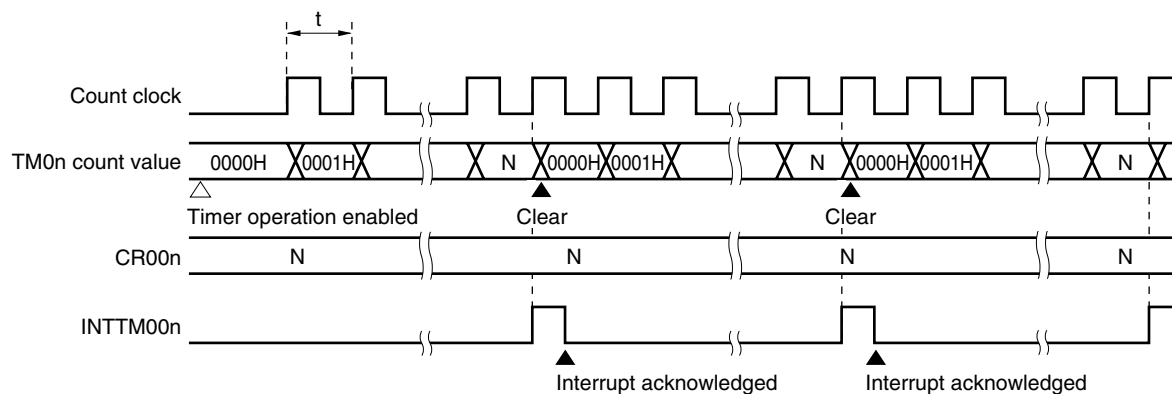 t
Count clock
TM0n count value 0000H 0001H N 0000H 0001H N 0000H 0001H N
Timer operation enabled Clear Clear
CR00n N N N N
INTTM00n
Interrupt acknowledged Interrupt acknowledged